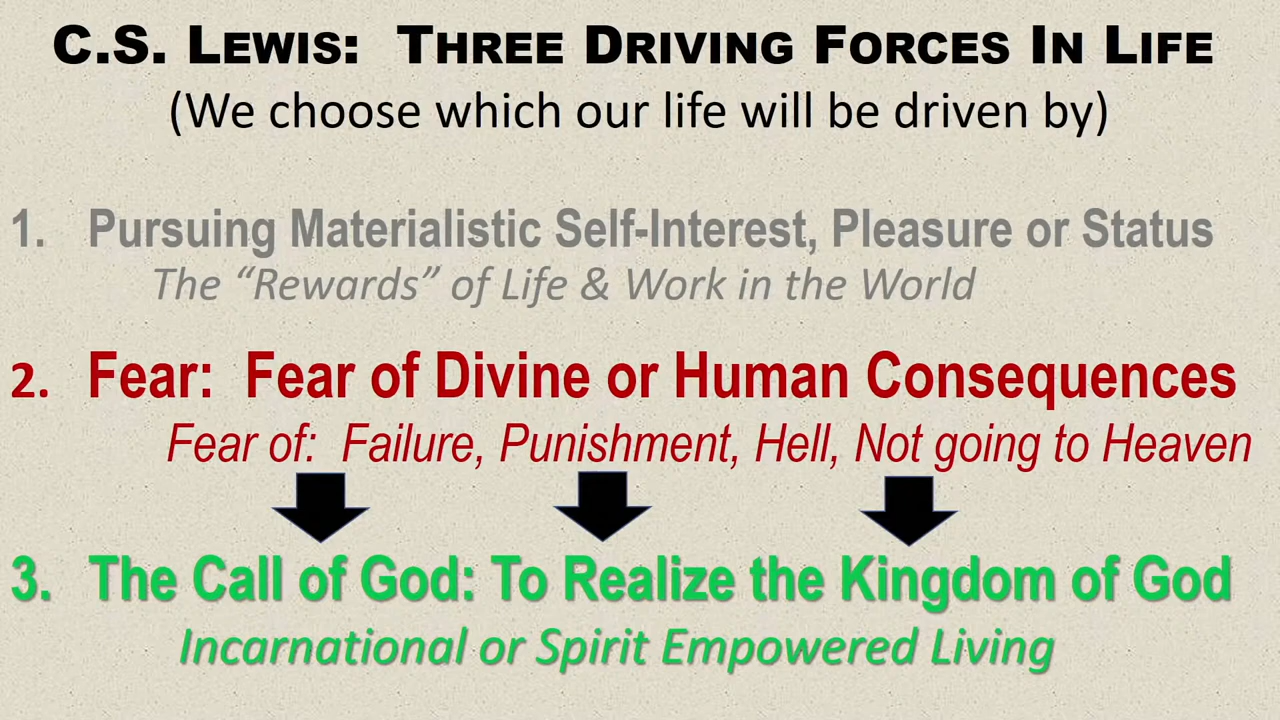 C.S. LEWIS: THREE DRIVING FORCES IN LIFE
(We choose which our life will be driven by)
1. Pursuing Materialistic Self-Interest, Pleasure or Status
The “Rewards” of Life & Work in the World
2. Fear: Fear of Divine or Human Consequences
Fear of: Failure, Punishment, Hell, Not going to Heaven
3. The Call of God: To Realize the Kingdom of God
Incarnational or Spirit Empowered Living